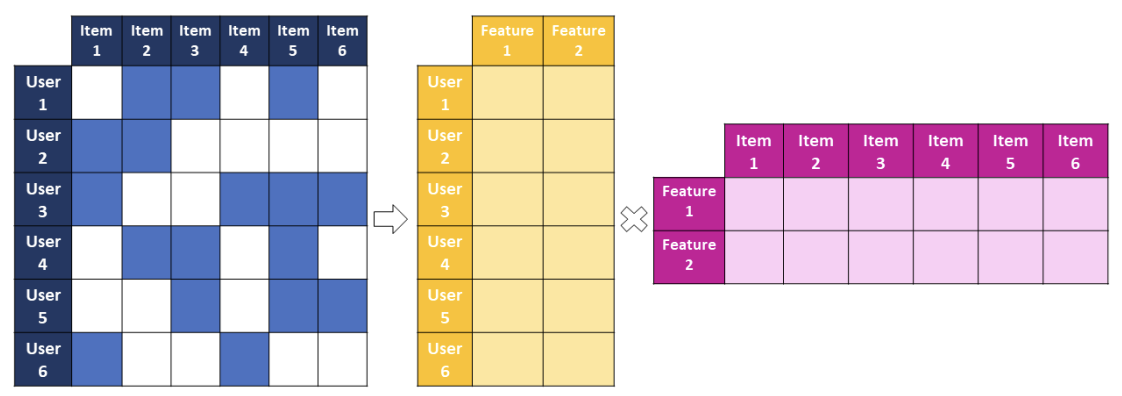 Item Item Item Item Item Item
1 2 3 4 5 6
User
1
User
2
User
3
User
4
User
5
User
6
Feature Feature
1 2
User
1
User
2
User
3
User
4
User
5
User
6
Item Item Item Item Item Item
1 2 3 4 5 6
Feature
1
Feature
2